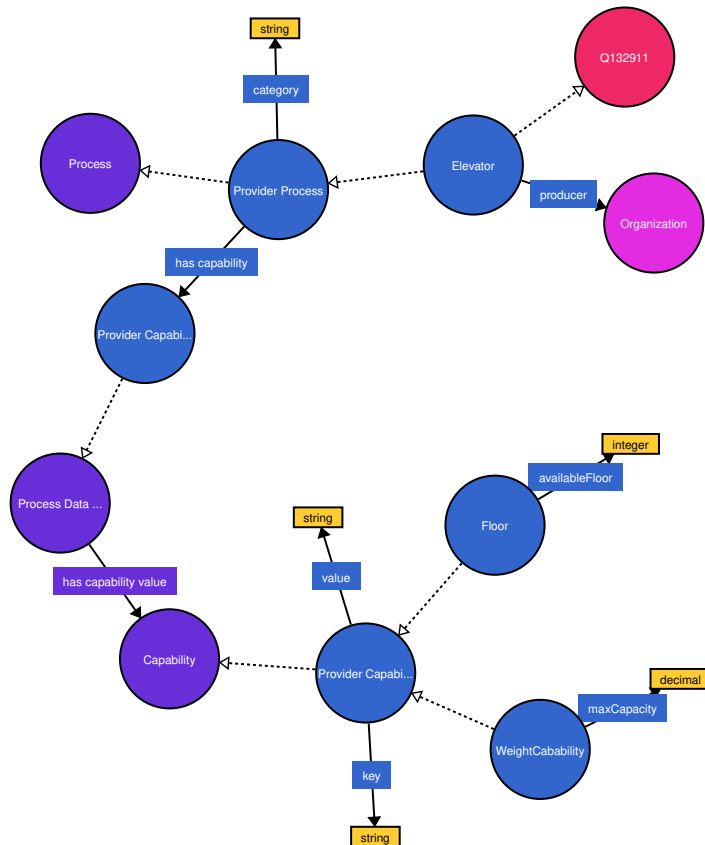 string
Q132911
category
Process
Provider Process
Elevator
producer
Organization
has capability
Provider Capabi...
integer
availableFloor
Process Data ...
string
Floor
has capability value
value
Capability
Provider Capabi...
decimal
maxCapacity
WeightCabability
key
string